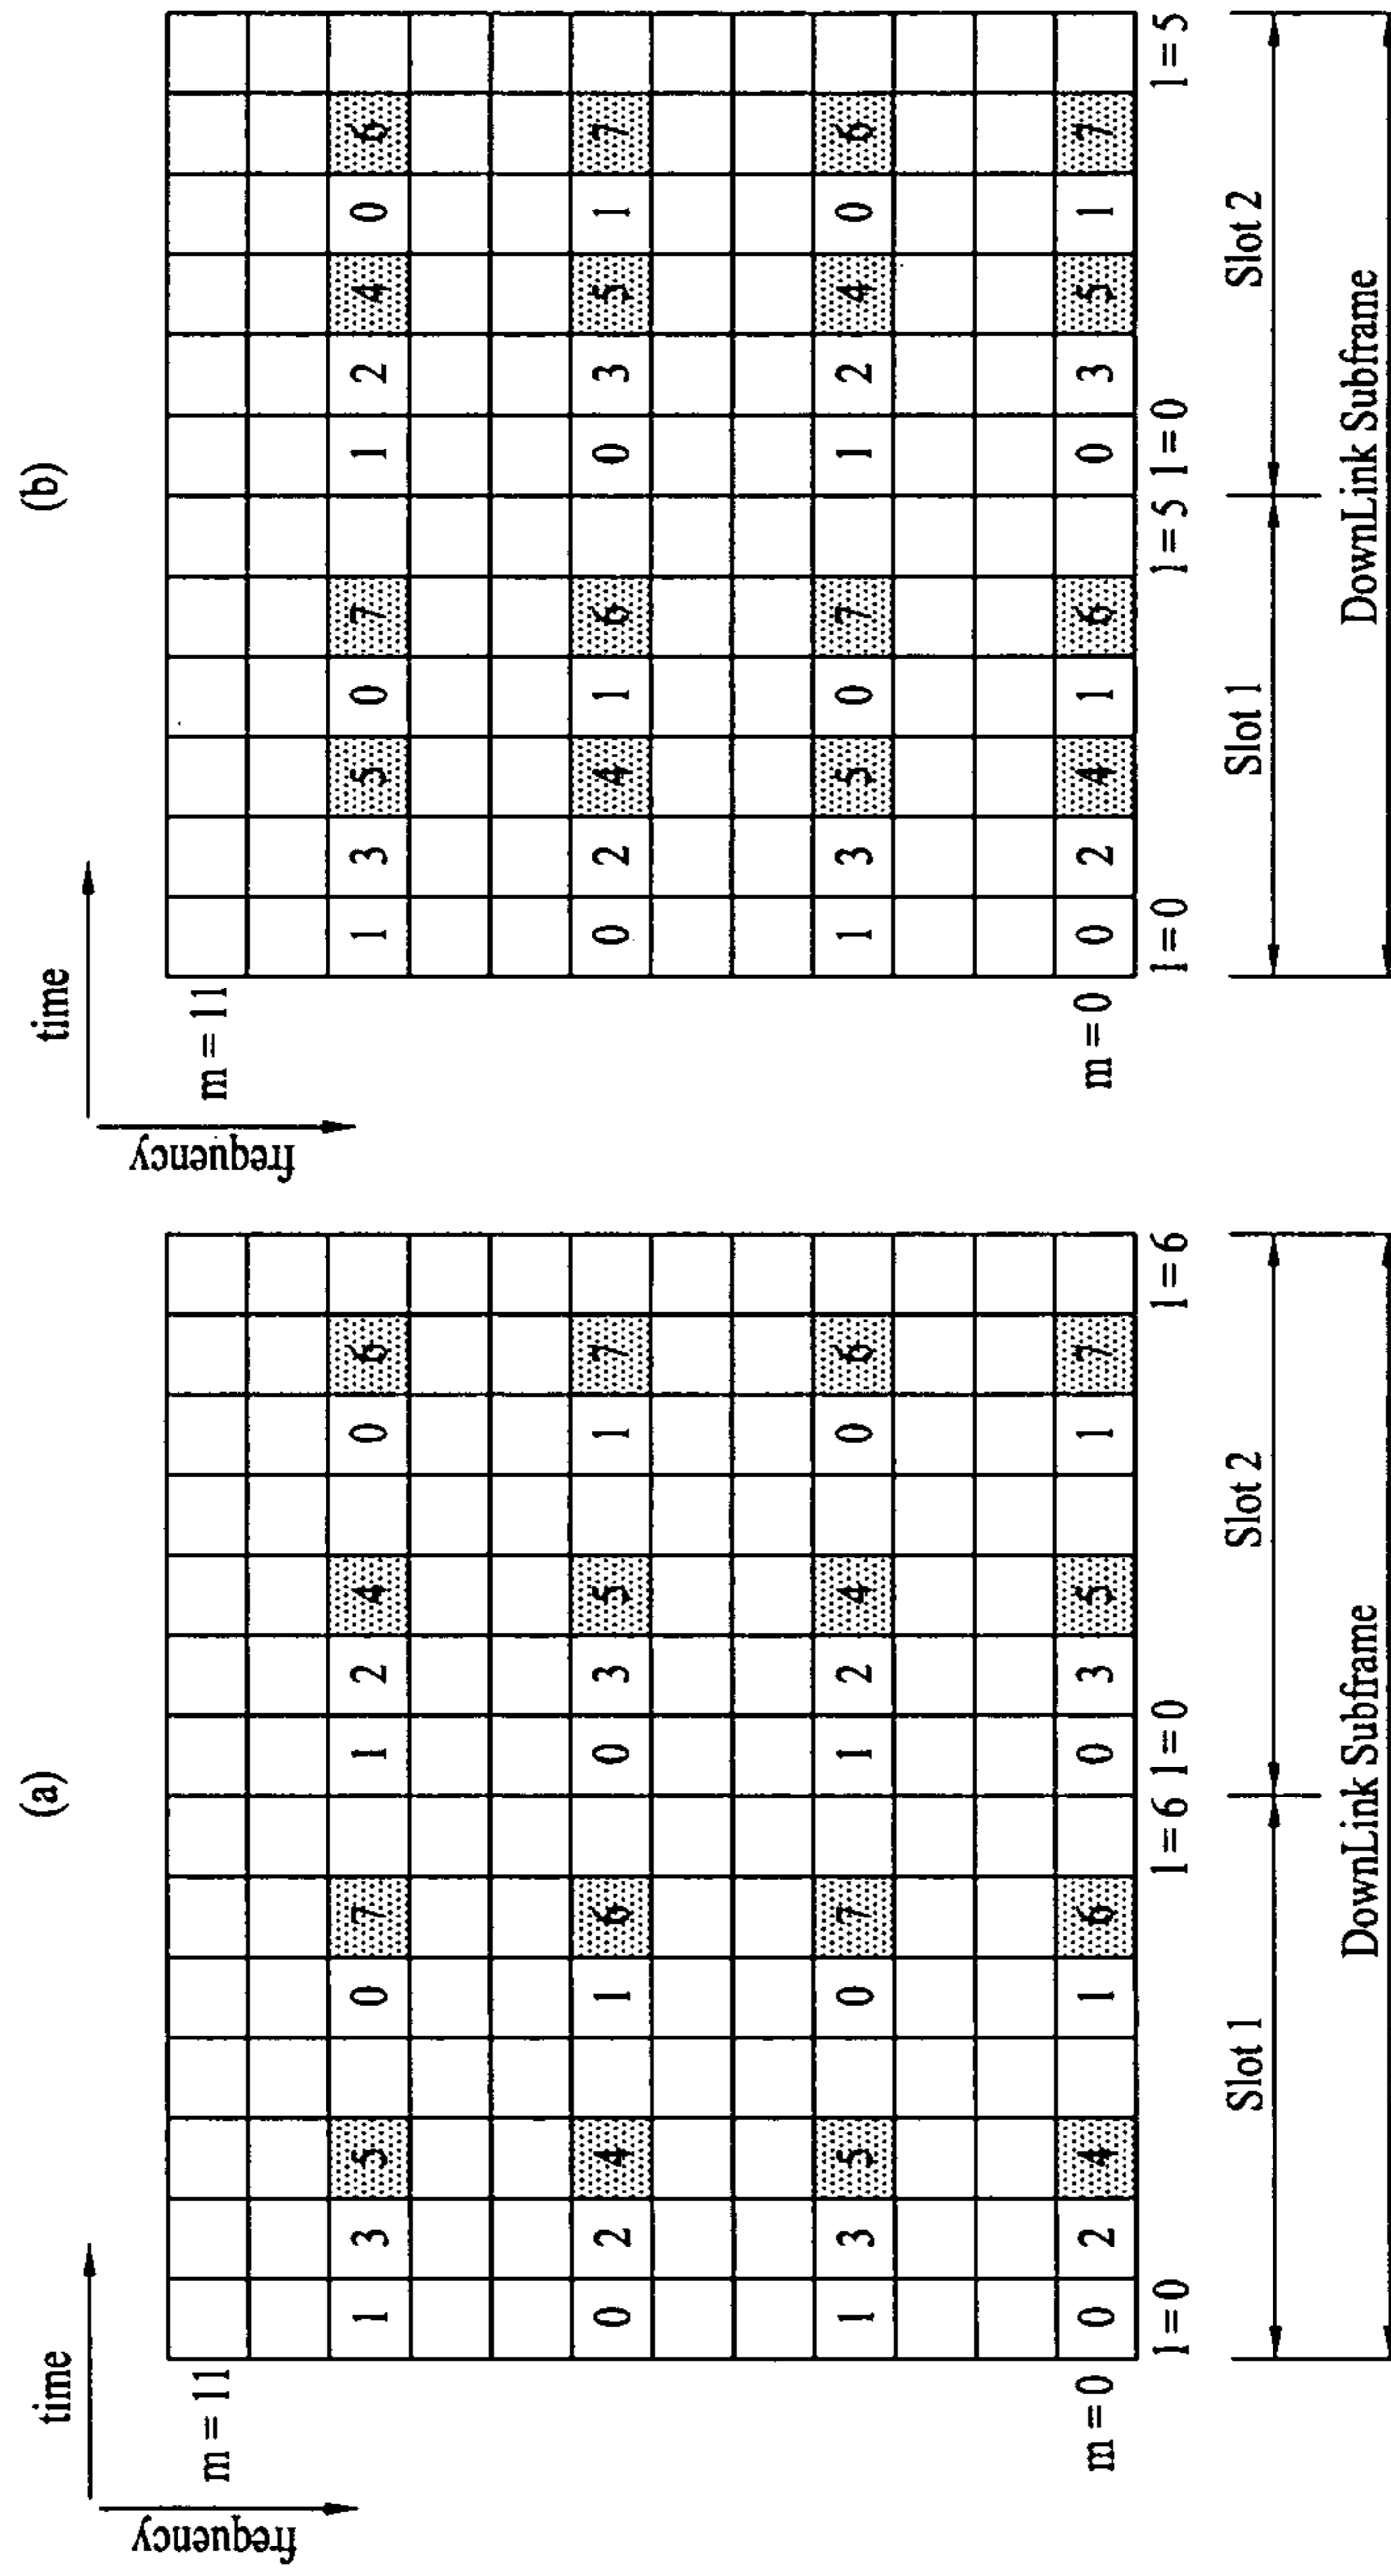 (a)
time
frequency
m = 11
1 3 5 0 7 1 2 4 0 6
0 2 4 1 6 0 3 5 1 7
1 3 5 0 7 1 2 4 0 6
m = 0 0 2 4 1 6 0 3 5 1 7
l = 0 l = 6 l = 0 l = 6
Slot 1 Slot 2
DownLink Subframe
(b)
time
frequency
m = 11
1 3 5 0 7 1 2 4 0 6
0 2 4 1 6 0 3 5 1 7
1 3 5 0 7 1 2 4 0 6
m = 0 0 2 4 1 6 0 3 5 1 7
l = 0 l = 5 l = 0 l = 5
Slot 1 Slot 2
DownLink Subframe